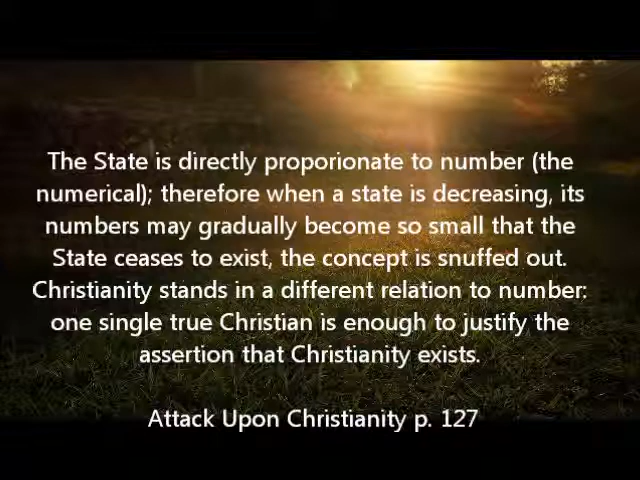 The State is directly proporionate to number (the
numerical); therefore when a state is decreasing, its
numbers may gradually become so small that the
State ceases to exist, the concept is snuffed out.
Christianity stands in a different relation to number:
one single true Christian is enough to justify the
assertion that Christianity exists.
Attack Upon Christianity p. 127